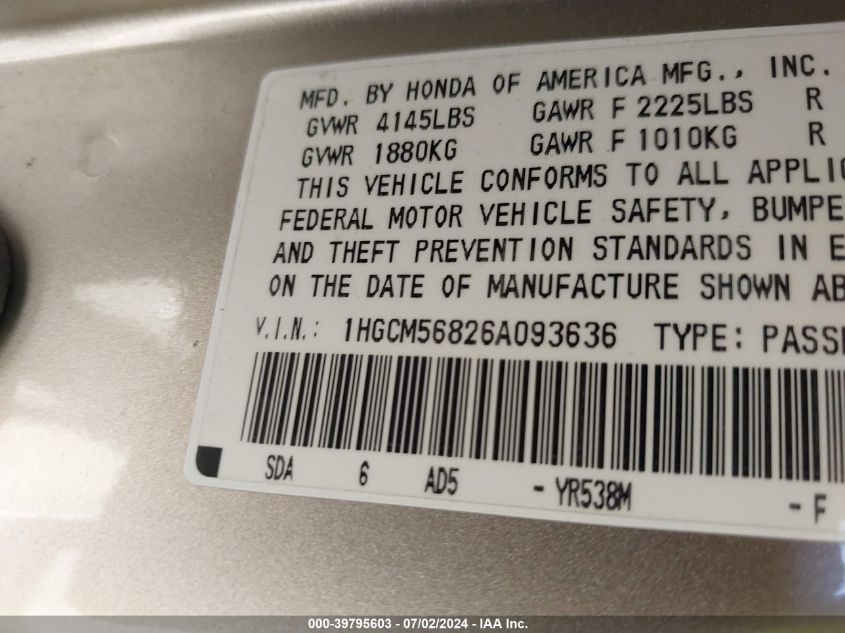 MFD. BY HONDA OF AMERICA MFG., INC.
GVWR 4145LBS GAWR F 2225LBS R
GVWR 1880KG GAWR F 1010KG R
THIS VEHICLE CONFORMS TO ALL APPLIC
FEDERAL MOTOR VEHICLE SAFETY, BUMPE
AND THEFT PREVENTION STANDARDS IN E
ON THE DATE OF MANUFACTURE SHOWN AB
V.I.N.: 1HGCM56826A093636 TYPE: PASSE
SDA 6 AD5 - YR538M - F
000-39795603 - 07/02/2024 - IAA Inc.